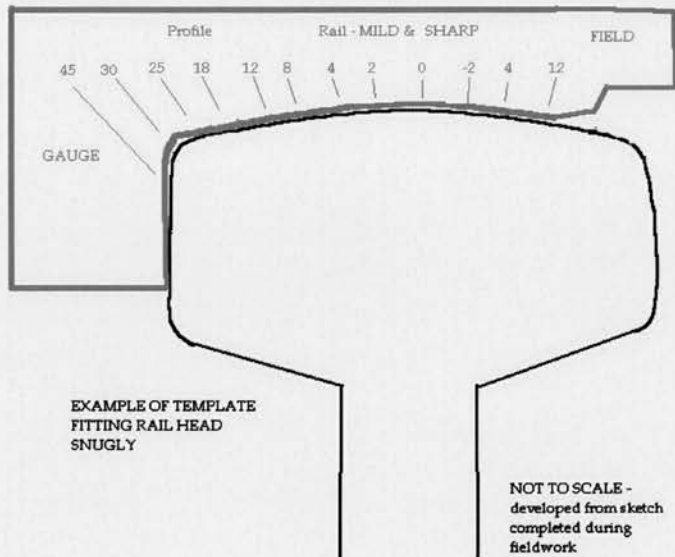 Profile Rail - MILD & SHARP FIELD
45 30 25 18 12 8 4 2 0 -2 4 12
GAUGE
EXAMPLE OF TEMPLATE
FITTING RAIL HEAD
SNUGLY
NOT TO SCALE -
developed from sketch
completed during
fieldwork